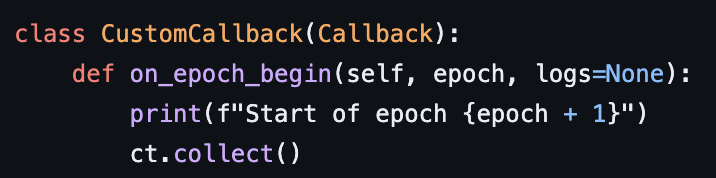 class CustomCallback(Callback):
    def on_epoch_begin(self, epoch, logs=None):
        print(f"Start of epoch {epoch + 1}")
        ct.collect()